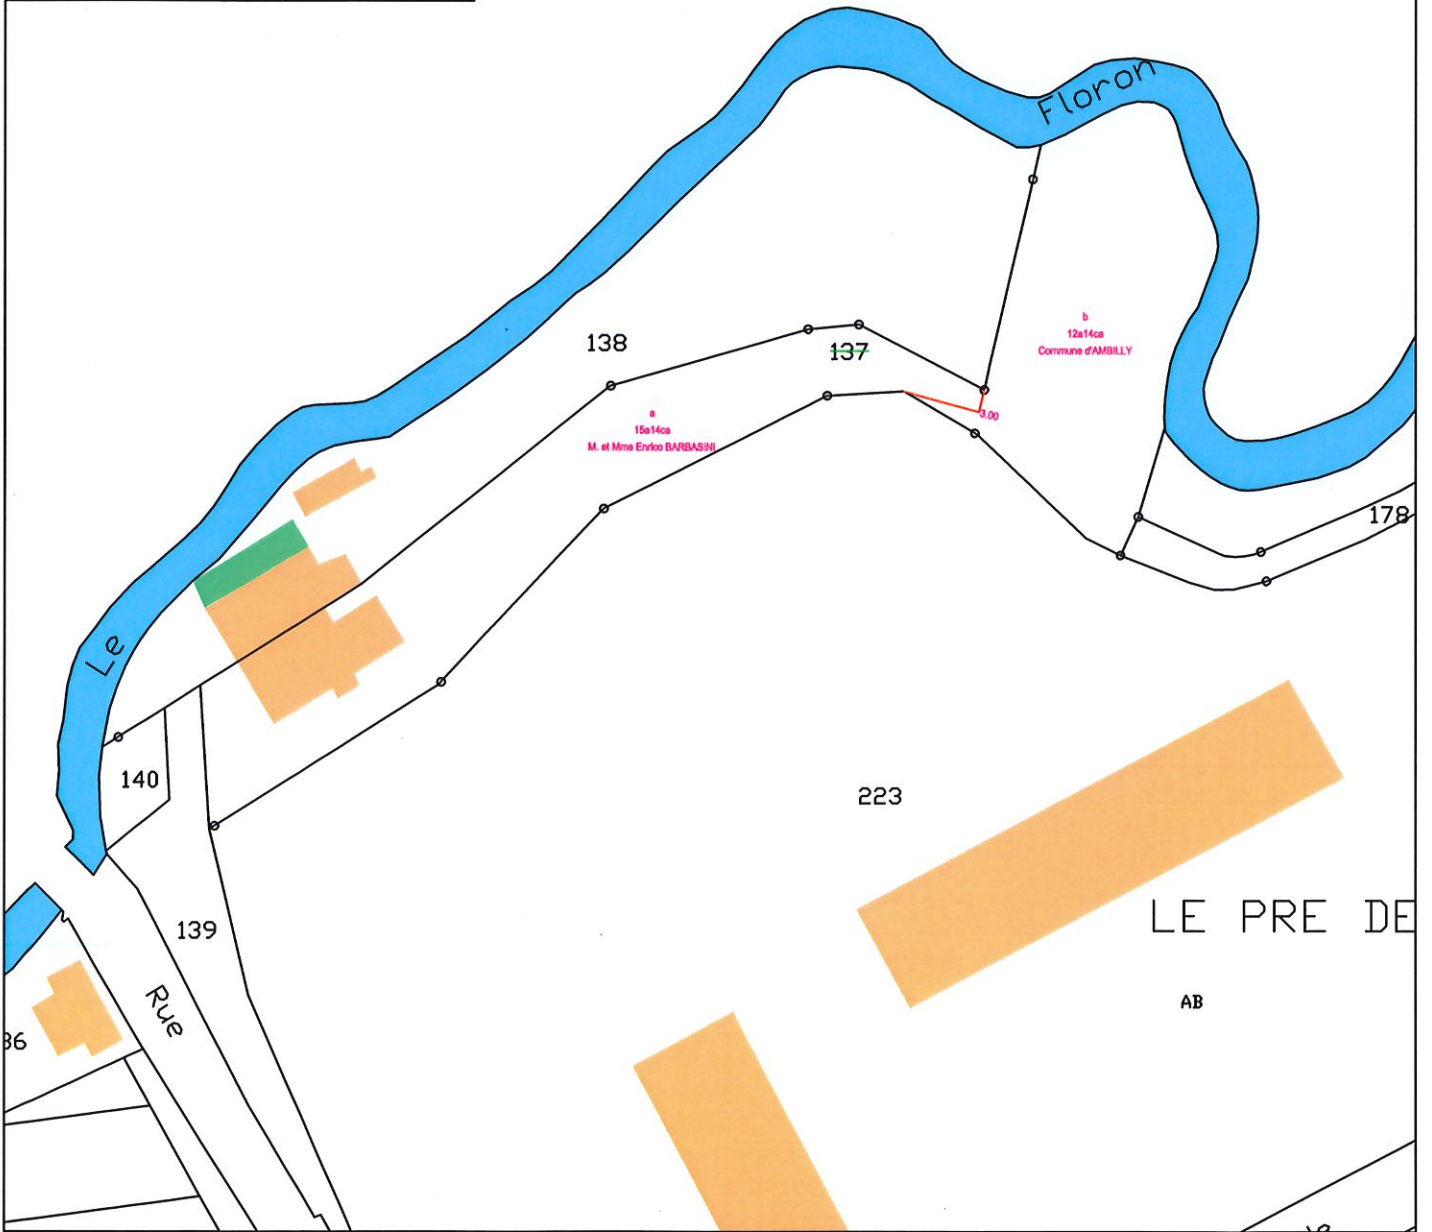 Floron
b
12a14ca
Commune d'AMBILLY
138
137
3.00
a
15a14ca
M. et Mme Enrico BARBASINI
178
Le
140
223
LE PRE DE
139
AB
Rue
36